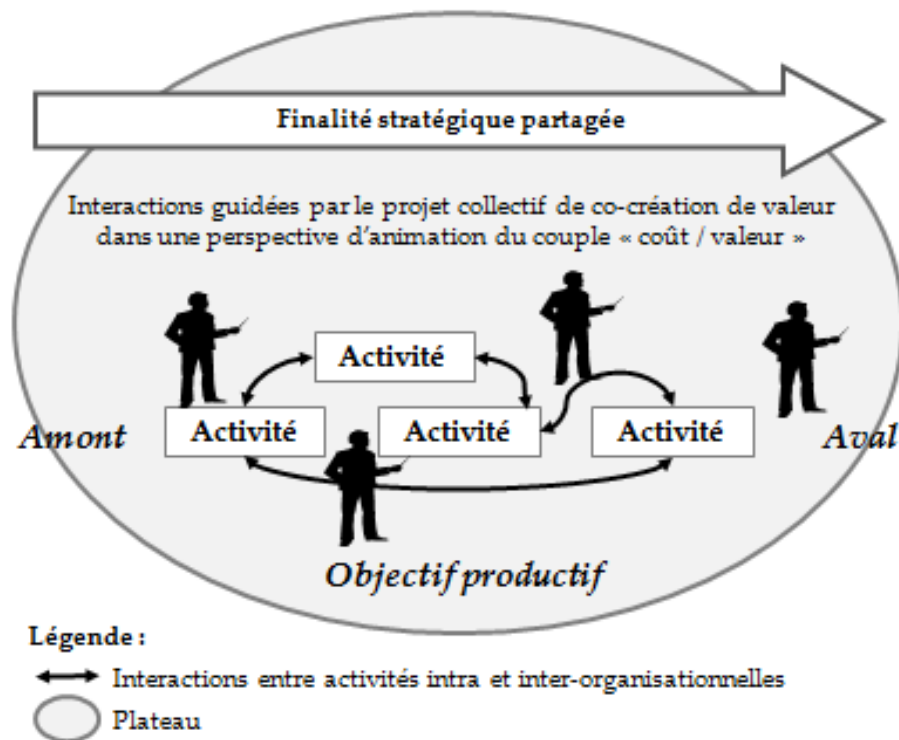 Finalité stratégique partagée
Interactions guidées par le projet collectif de co-création de valeur
dans une perspective d'animation du couple « coût / valeur »
Activité
Activité
Activité
Activité
Amont
Aval
Objectif productif
Légende :
Interactions entre activités intra et inter-organisationnelles
Plateau